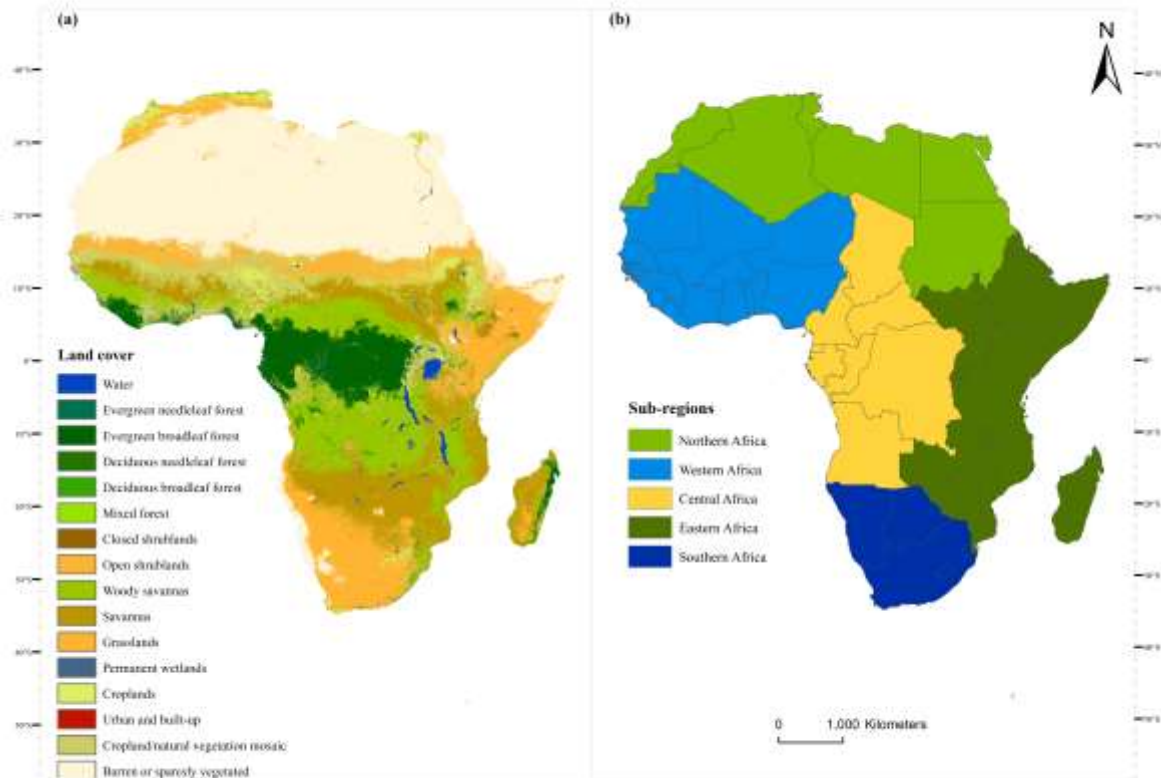 (a)
Land cover
Water
Evergreen needleleaf forest
Evergreen broadleaf forest
Deciduous needleleaf forest
Deciduous broadleaf forest
Mixed forest
Closed shrublands
Open shrublands
Woody savannas
Savannas
Grasslands
Permanent wetlands
Croplands
Urban and built-up
Cropland/natural vegetation mosaic
Barren or sparsely vegetated
(b)
N
Sub-regions
Northern Africa
Western Africa
Central Africa
Eastern Africa
Southern Africa
0 1,000 Kilometers